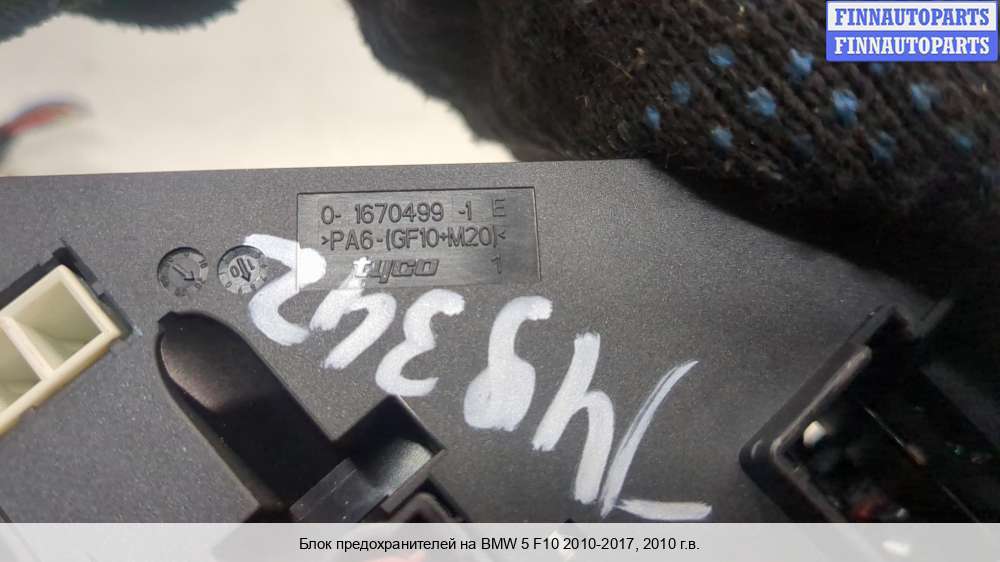 FINNAUTOPARTS
FINNAUTOPARTS
0- 1670499 -1 E
>PA6-(GF10+M20)<
tyco 1
Блок предохранителей на BMW 5 F10 2010-2017, 2010 г.в.